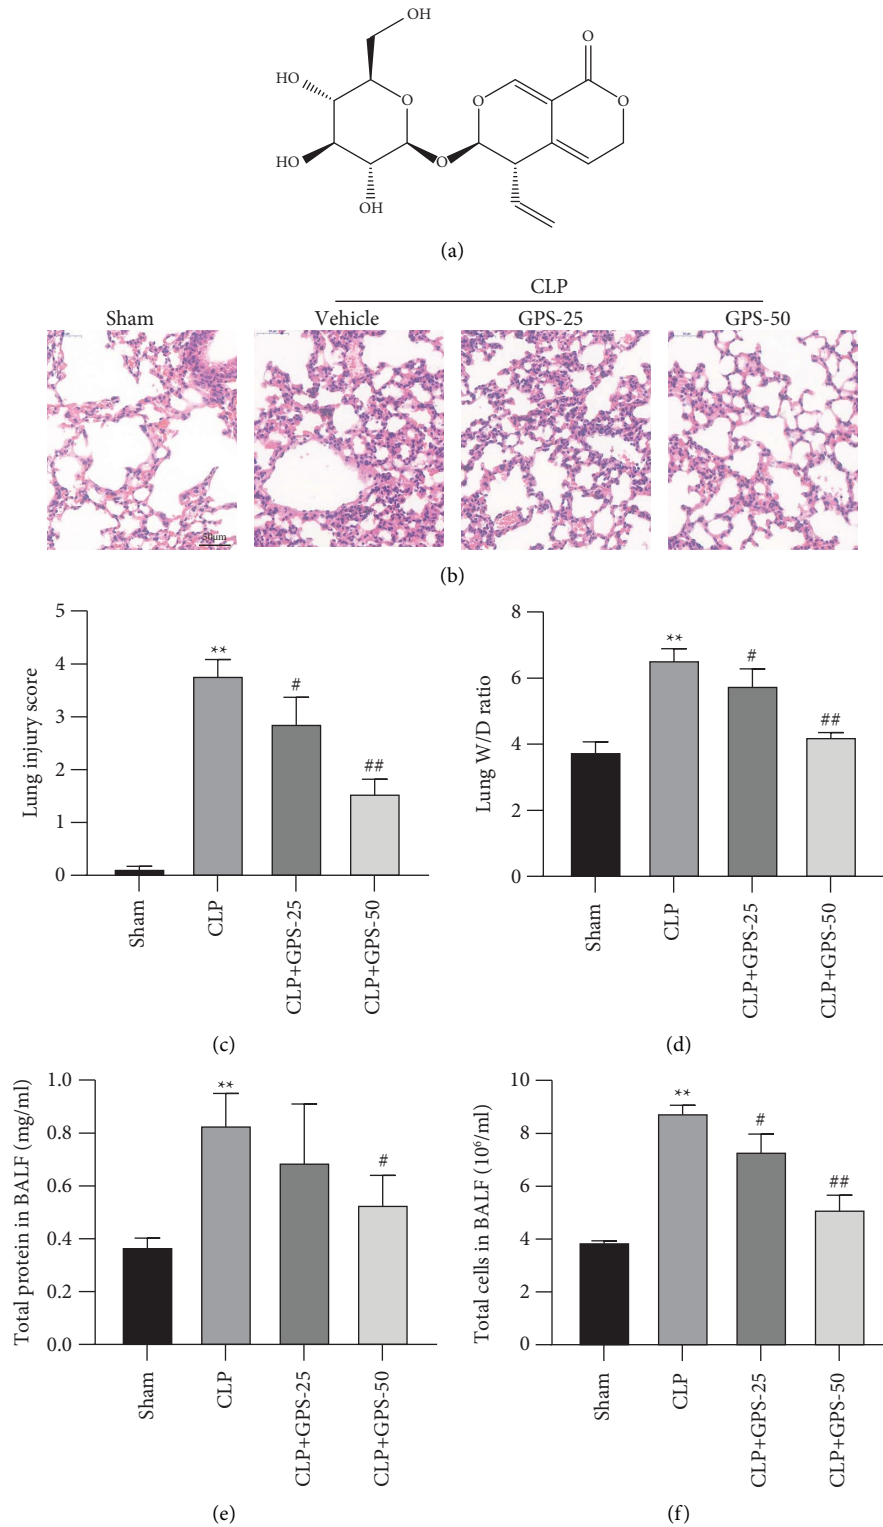 OH
O
HO
O
O
O
HO
O
OH
(a)
CLP
Sham
Vehicle
GPS-25
GPS-50
50μm
(b)
5
4
3
2
1
0
Lung injury score
**
#
##
Sham
CLP
CLP+GPS-25
CLP+GPS-50
(c)
8
6
4
2
0
Lung W/D ratio
**
#
##
Sham
CLP
CLP+GPS-25
CLP+GPS-50
(d)
1.0
0.8
0.6
0.4
0.2
0.0
Total protein in BALF (mg/ml)
**
#
Sham
CLP
CLP+GPS-25
CLP+GPS-50
(e)
10
8
6
4
2
0
Total cells in BALF (10⁶/ml)
**
#
##
Sham
CLP
CLP+GPS-25
CLP+GPS-50
(f)